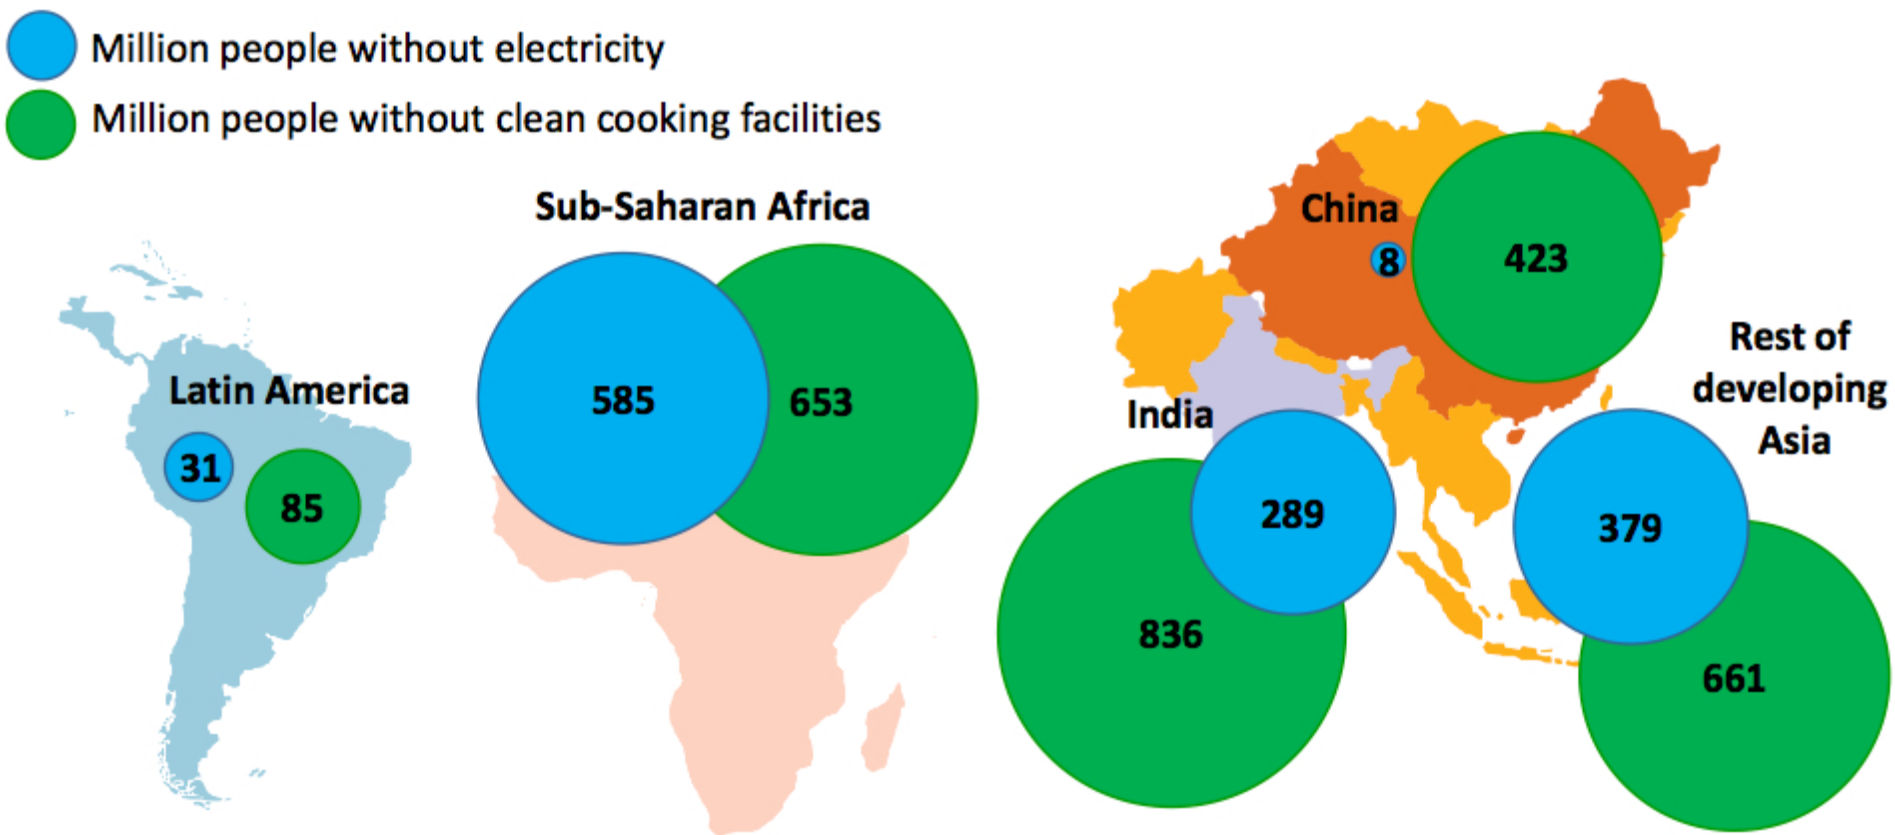 Million people without electricity
Million people without clean cooking facilities
Sub-Saharan Africa
585
653
Latin America
31
85
China
8
423
India
289
836
Rest of
developing
Asia
379
661